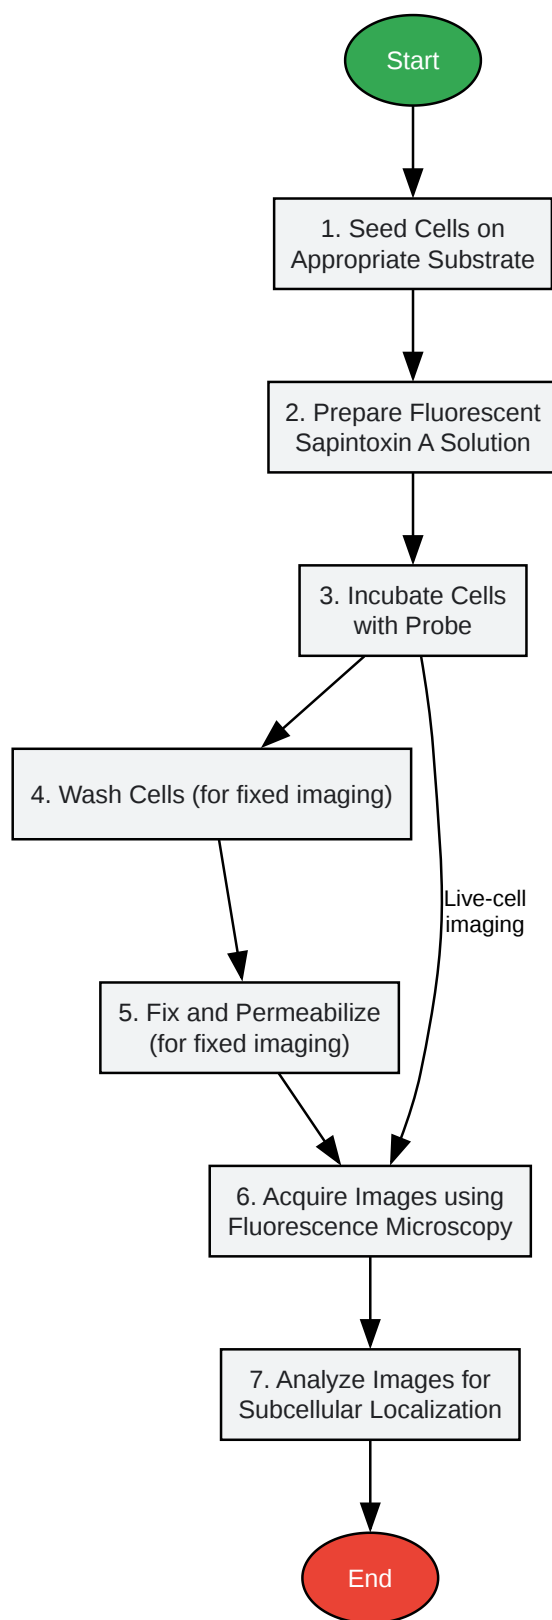 Start
1. Seed Cells on
Appropriate Substrate
2. Prepare Fluorescent
Sapintoxin A Solution
3. Incubate Cells
with Probe
4. Wash Cells (for fixed imaging)
Live-cell
imaging
5. Fix and Permeabilize
(for fixed imaging)
6. Acquire Images using
Fluorescence Microscopy
7. Analyze Images for
Subcellular Localization
End